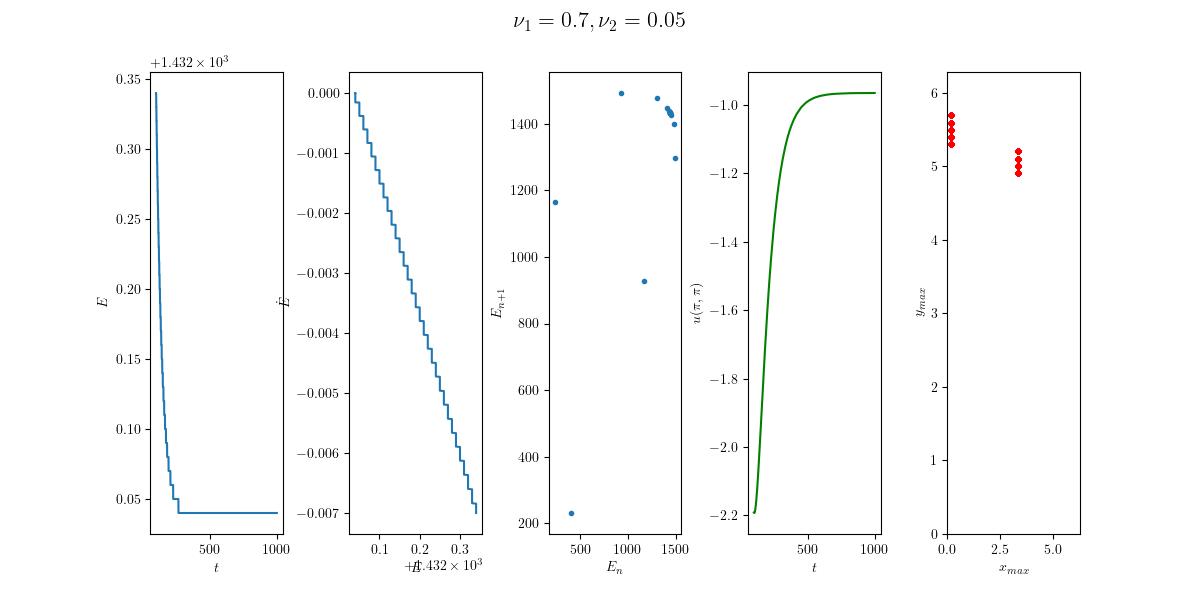 ν₁ = 0.7, ν₂ = 0.05
+1.432 × 10³
0.35
0.30
0.25
0.20
0.15
0.10
0.05
E
500 1000
t
0.000
−0.001
−0.002
−0.003
−0.004
−0.005
−0.006
−0.007
Ė
0.1 0.2 0.3
E
+1.432 × 10³
1400
1200
1000
800
600
400
200
Eₙ₊₁
500 1000 1500
Eₙ
−1.0
−1.2
−1.4
−1.6
−1.8
−2.0
−2.2
u(π, π)
500 1000
t
6
5
4
3
2
1
0
y_max
0.0 2.5 5.0
x_max